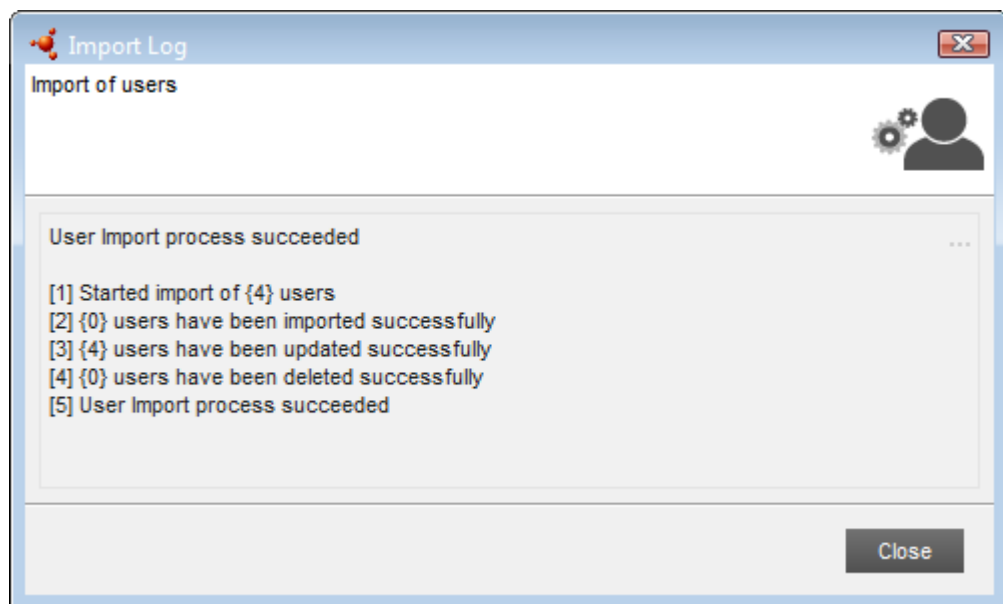 Import Log
Import of users
User Import process succeeded
...
[1] Started import of {4} users
[2] {0} users have been imported successfully
[3] {4} users have been updated successfully
[4] {0} users have been deleted successfully
[5] User Import process succeeded
Close